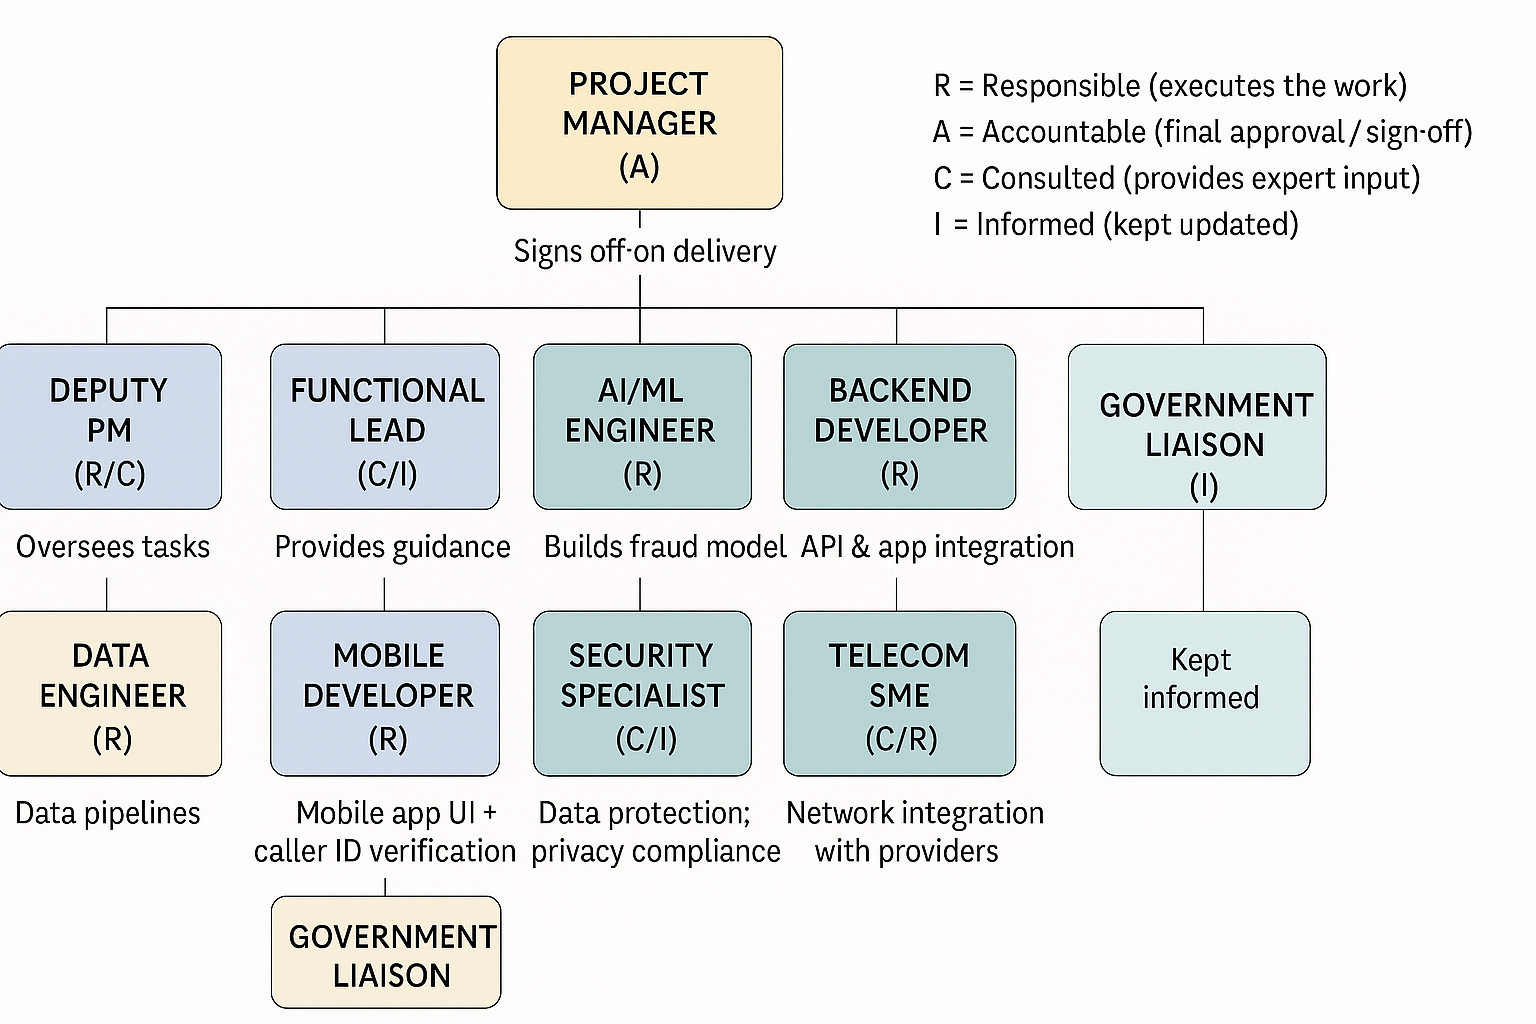 PROJECT
MANAGER
(A)
Signs off-on delivery
R = Responsible (executes the work)
A = Accountable (final approval / sign-off)
C = Consulted (provides expert input)
I = Informed (kept updated)
DEPUTY
PM
(R/C)
Oversees tasks
FUNCTIONAL
LEAD
(C/I)
Provides guidance
AI/ML
ENGINEER
(R)
Builds fraud model
BACKEND
DEVELOPER
(R)
API & app integration
GOVERNMENT
LIAISON
(I)
DATA
ENGINEER
(R)
Data pipelines
MOBILE
DEVELOPER
(R)
Mobile app UI +
caller ID verification
SECURITY
SPECIALIST
(C/I)
Data protection;
privacy compliance
TELECOM
SME
(C/R)
Network integration
with providers
Kept
informed
GOVERNMENT
LIAISON